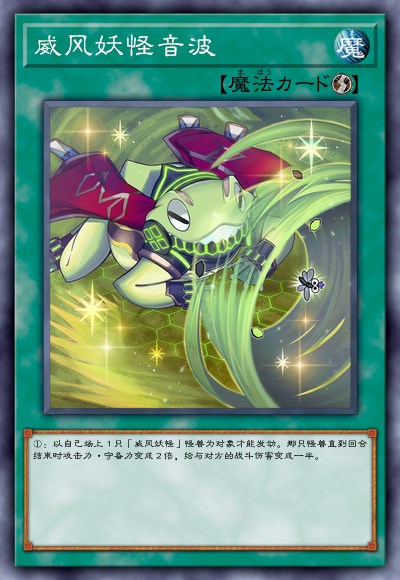 威风妖怪音波
魔
【魔法カード】
まほう
①：以自己场上１只「威风妖怪」怪兽为对象才能发动。那只怪兽直到回合
结束时攻击力·守备力变成２倍，给与对方的战斗伤害变成一半。